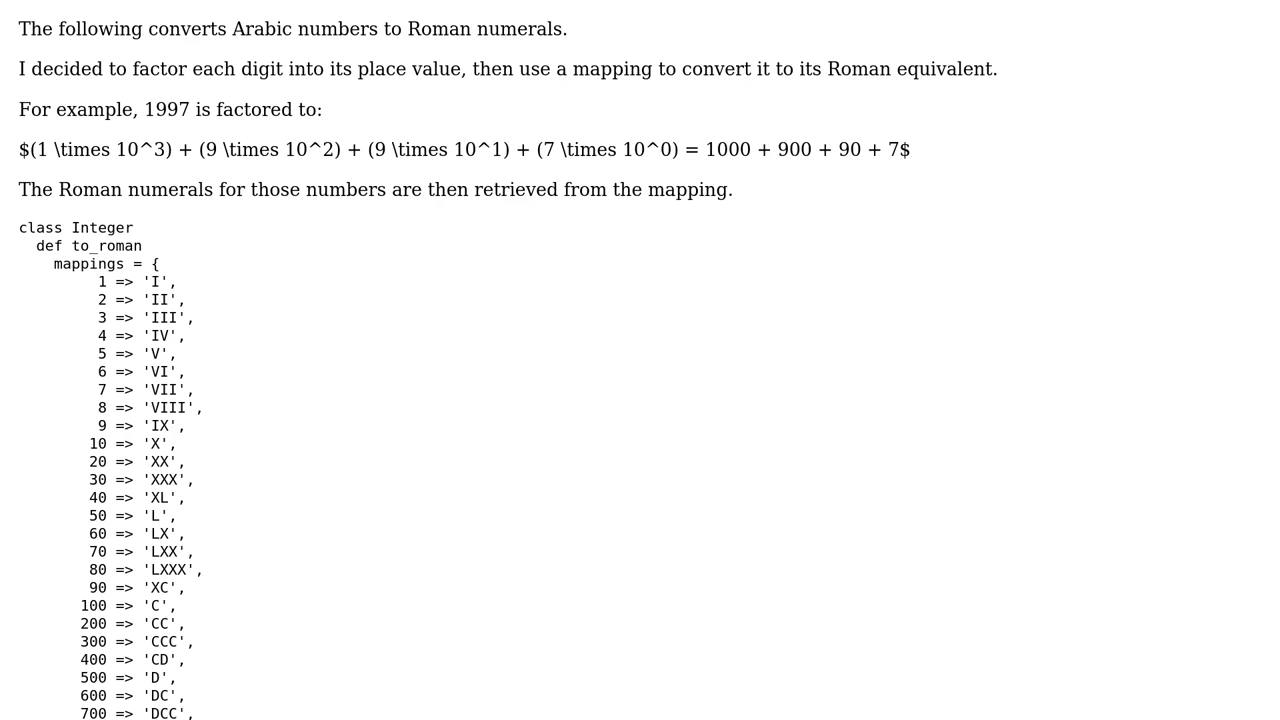 The following converts Arabic numbers to Roman numerals.
I decided to factor each digit into its place value, then use a mapping to convert it to its Roman equivalent.
For example, 1997 is factored to:
$(1 \times 10^3) + (9 \times 10^2) + (9 \times 10^1) + (7 \times 10^0) = 1000 + 900 + 90 + 7$
The Roman numerals for those numbers are then retrieved from the mapping.
class Integer
  def to_roman
    mappings = {
         1 => 'I',
         2 => 'II',
         3 => 'III',
         4 => 'IV',
         5 => 'V',
         6 => 'VI',
         7 => 'VII',
         8 => 'VIII',
         9 => 'IX',
        10 => 'X',
        20 => 'XX',
        30 => 'XXX',
        40 => 'XL',
        50 => 'L',
        60 => 'LX',
        70 => 'LXX',
        80 => 'LXXX',
        90 => 'XC',
       100 => 'C',
       200 => 'CC',
       300 => 'CCC',
       400 => 'CD',
       500 => 'D',
       600 => 'DC',
       700 => 'DCC',